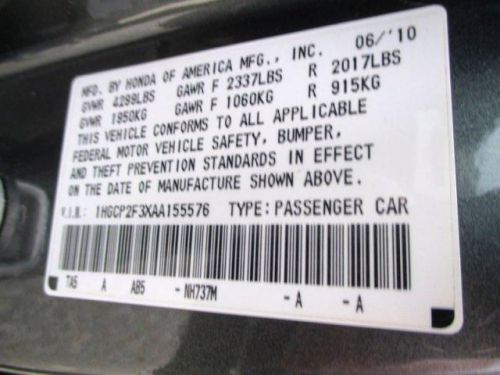 MFD. BY HONDA OF AMERICA MFG., INC. 06/'10
GVWR 4299LBS GAWR F 2337LBS R 2017LBS
GVWR 1950KG GAWR F 1060KG R 915KG
THIS VEHICLE CONFORMS TO ALL APPLICABLE
FEDERAL MOTOR VEHICLE SAFETY, BUMPER,
AND THEFT PREVENTION STANDARDS IN EFFECT
ON THE DATE OF MANUFACTURE SHOWN ABOVE.
V.I.N.: 1HGCP2F3XAA155576 TYPE: PASSENGER CAR
TA5 A AB5 - NH737M - A - A